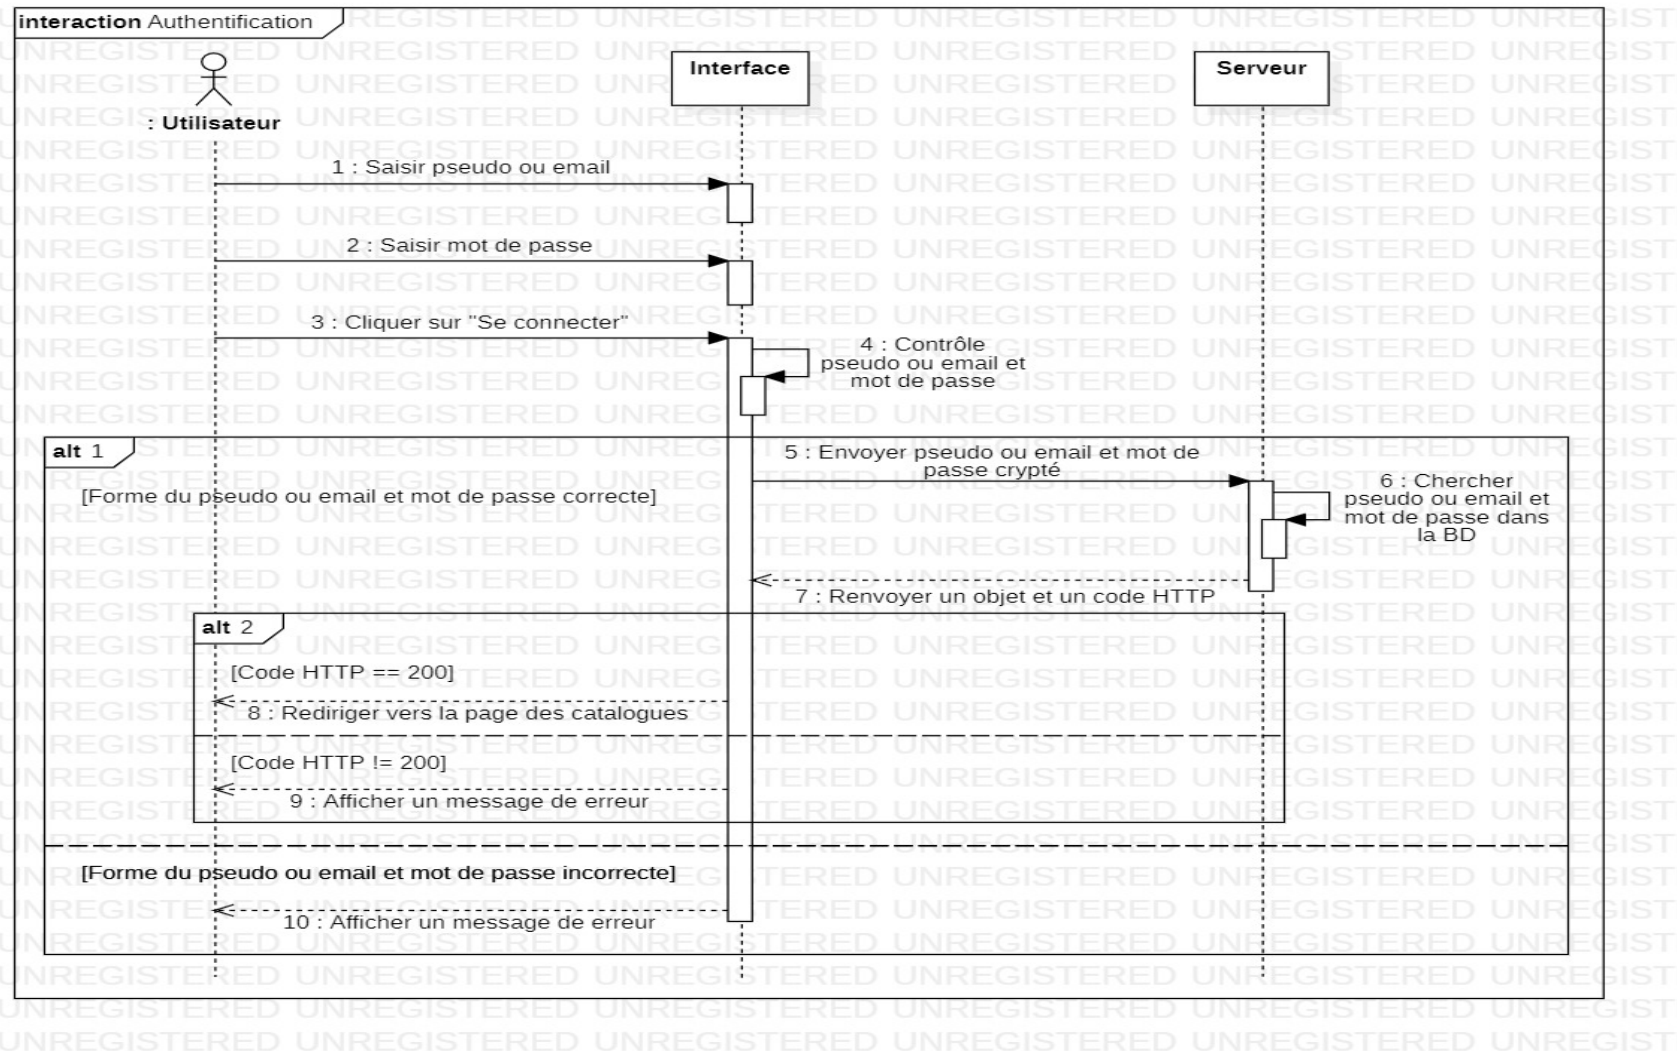 interaction Authentification
: Utilisateur
Interface
Serveur
1 : Saisir pseudo ou email
2 : Saisir mot de passe
3 : Cliquer sur "Se connecter"
4 : Contrôle
pseudo ou email et
mot de passe
alt 1
[Forme du pseudo ou email et mot de passe correcte]
5 : Envoyer pseudo ou email et mot de
passe crypté
6 : Chercher
pseudo ou email et
mot de passe dans
la BD
7 : Renvoyer un objet et un code HTTP
alt 2
[Code HTTP == 200]
8 : Rediriger vers la page des catalogues
[Code HTTP != 200]
9 : Afficher un message de erreur
[Forme du pseudo ou email et mot de passe incorrecte]
10 : Afficher un message de erreur
UNREGISTERED